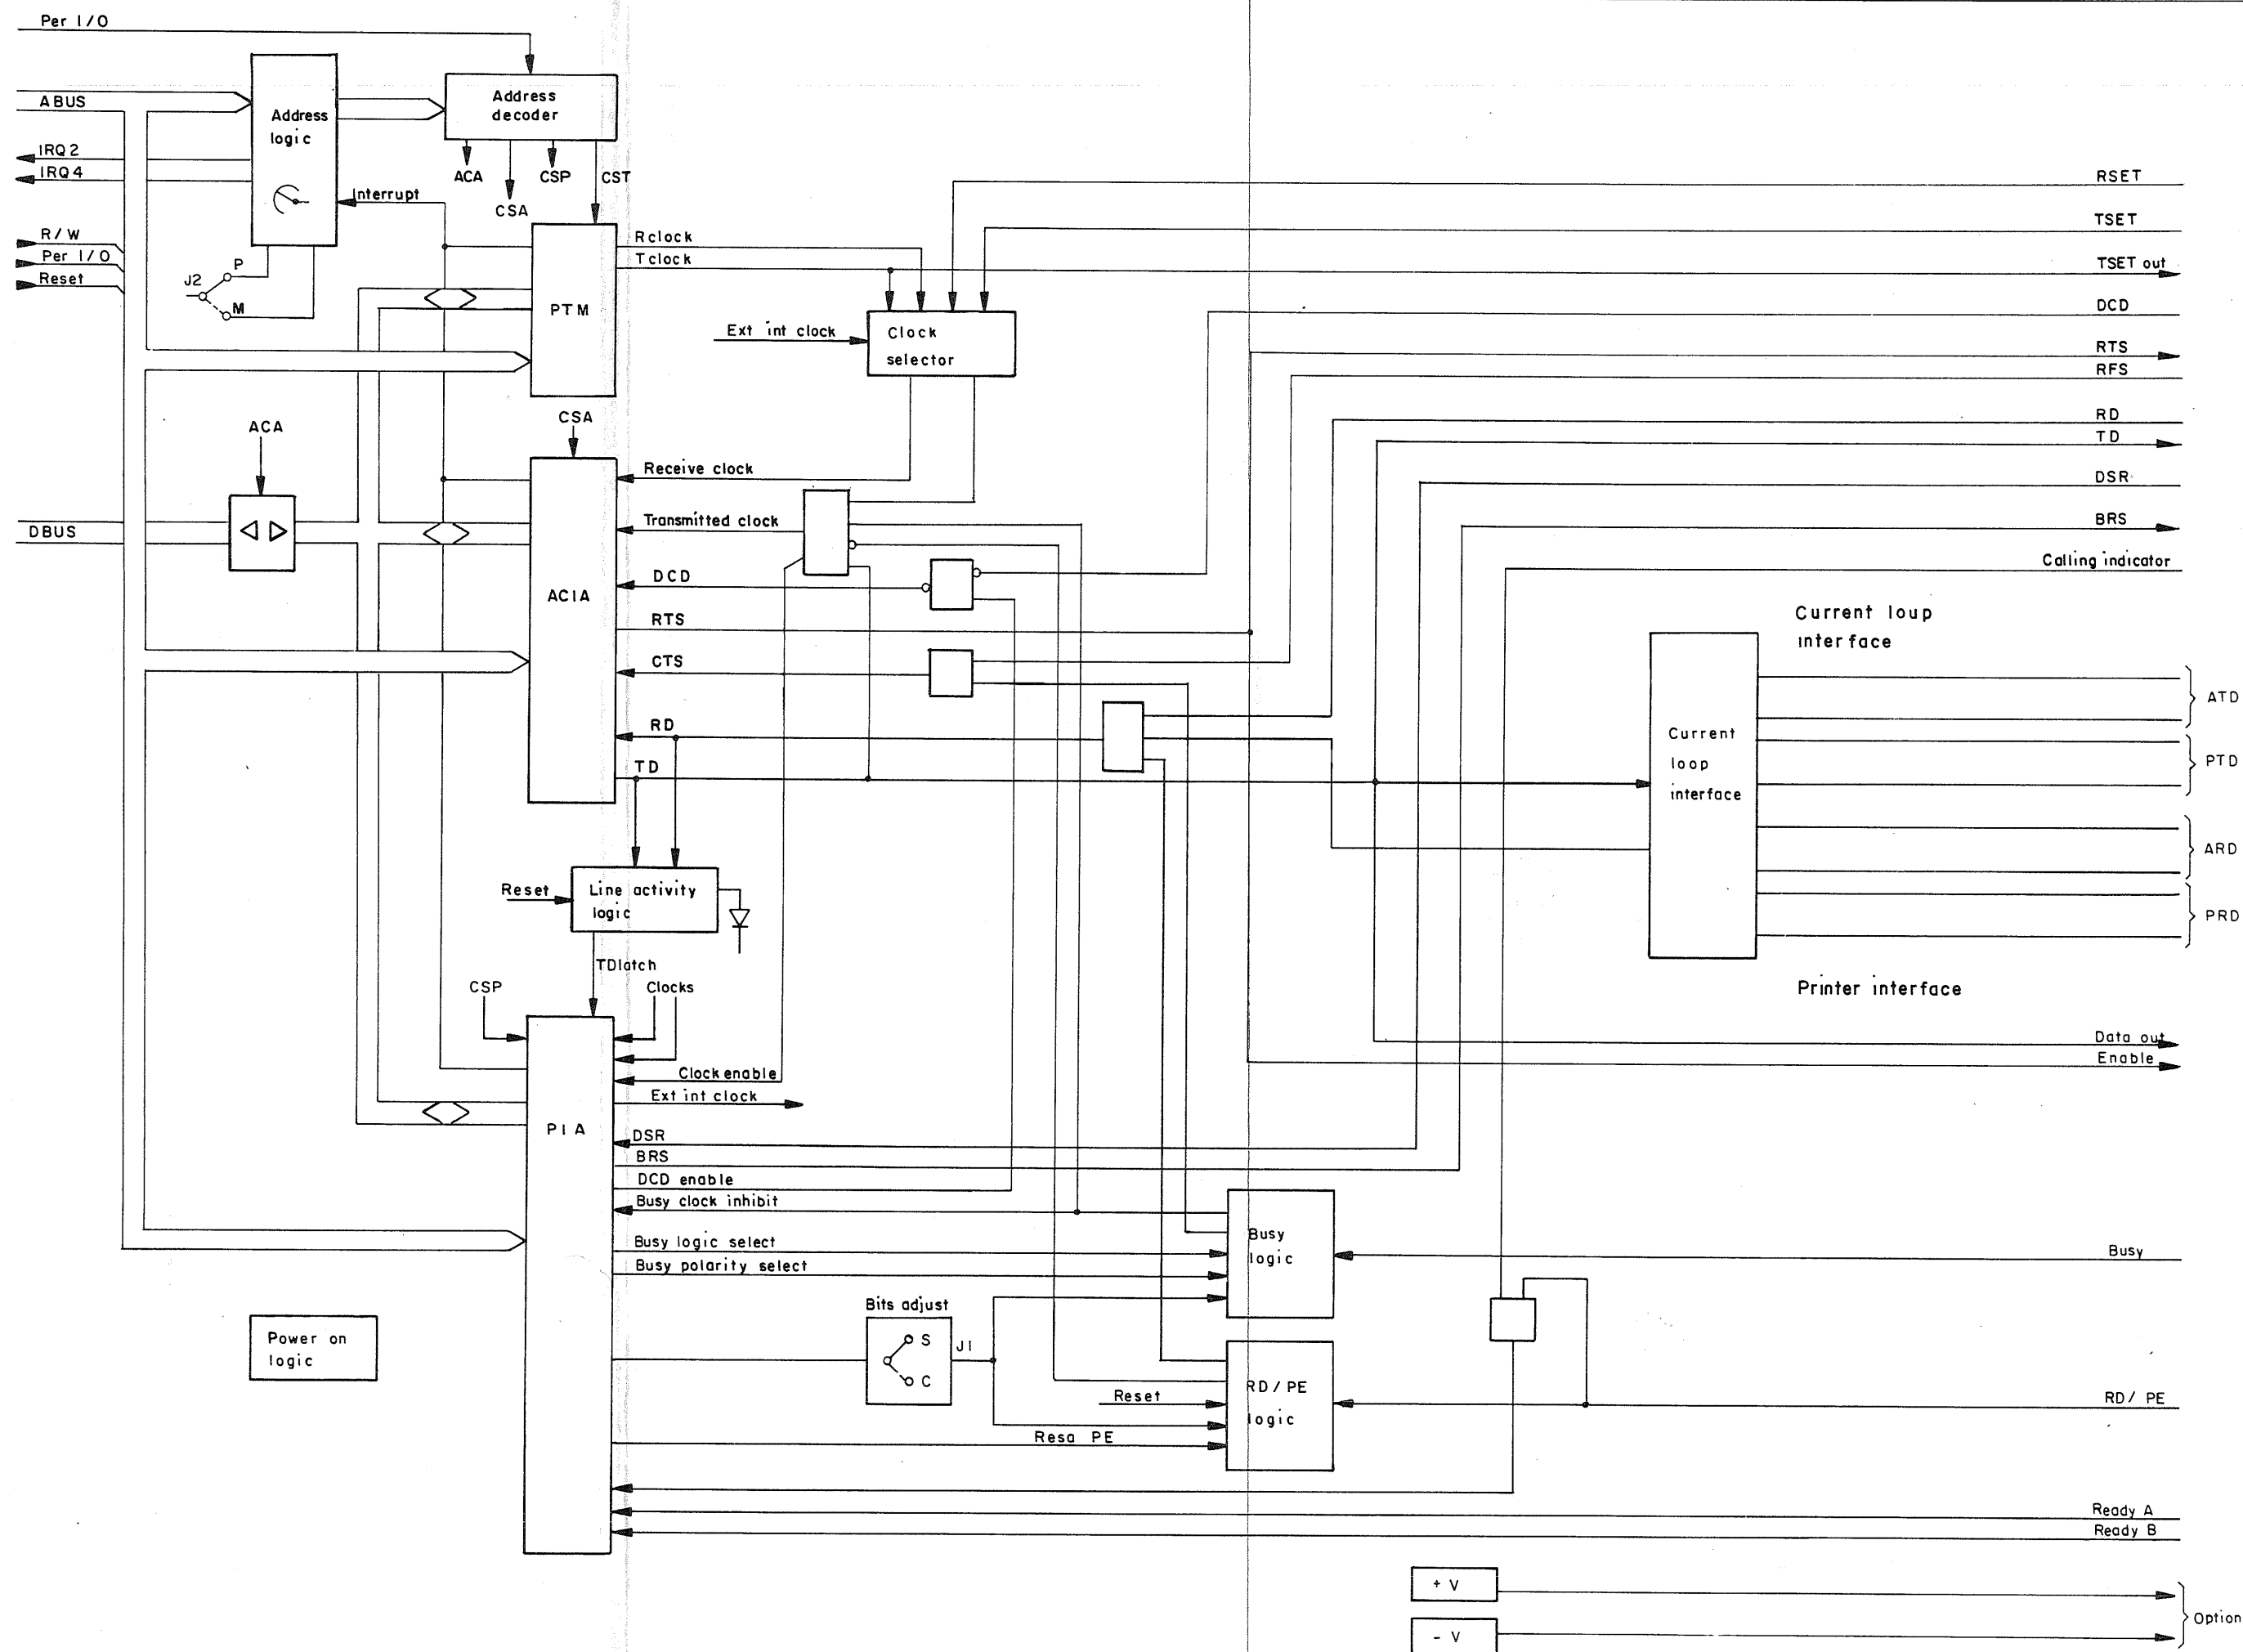 Per I/O
ABUS
Address
logic
Address
decoder
IRQ2
IRQ4
ACA
CSP
CST
CSA
Interrupt
R/W
Per I/O
Reset
J2
P
M
PTM
Rclock
Tclock
Ext int clock
Clock
selector
RSET
TSET
TSET out
DCD
RTS
RFS
RD
TD
DSR
BRS
Calling indicator
ACA
CSA
DBUS
ACIA
Receive clock
Transmitted clock
DCD
RTS
CTS
RD
TD
Current loup
interface
Current
loop
interface
ATD
PTD
ARD
PRD
Reset
Line activity
logic
TDlatch
CSP
Clocks
Printer interface
Data out
Enable
PIA
Clock enable
Ext int clock
DSR
BRS
DCD enable
Busy clock inhibit
Busy logic select
Busy polarity select
Busy
logic
Busy
Bits adjust
S
C
J1
Power on
logic
Reset
RD/PE
logic
RD/PE
Resa PE
Ready A
Ready B
+ V
- V
Option